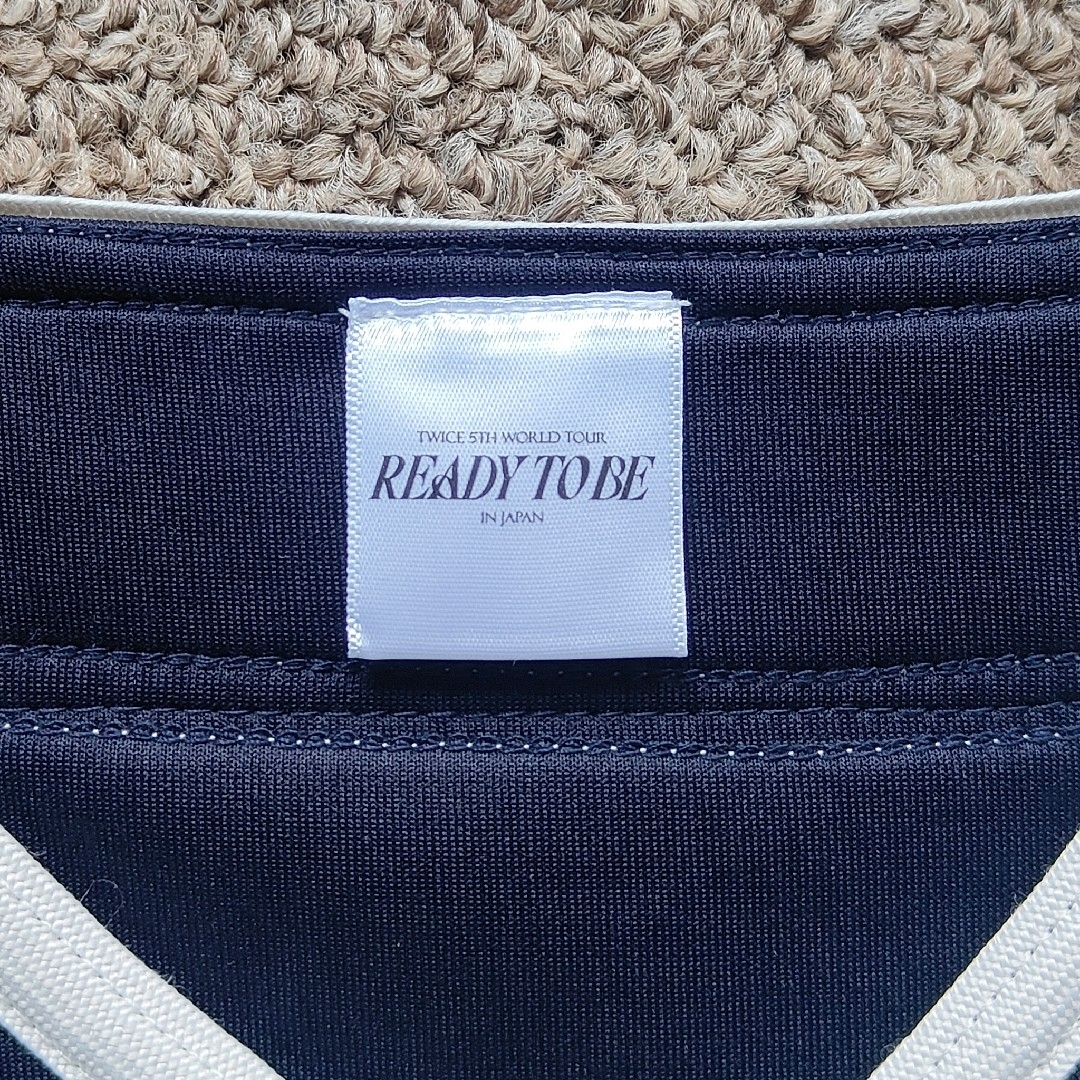 TWICE 5TH WORLD TOUR
READY TO BE
IN JAPAN